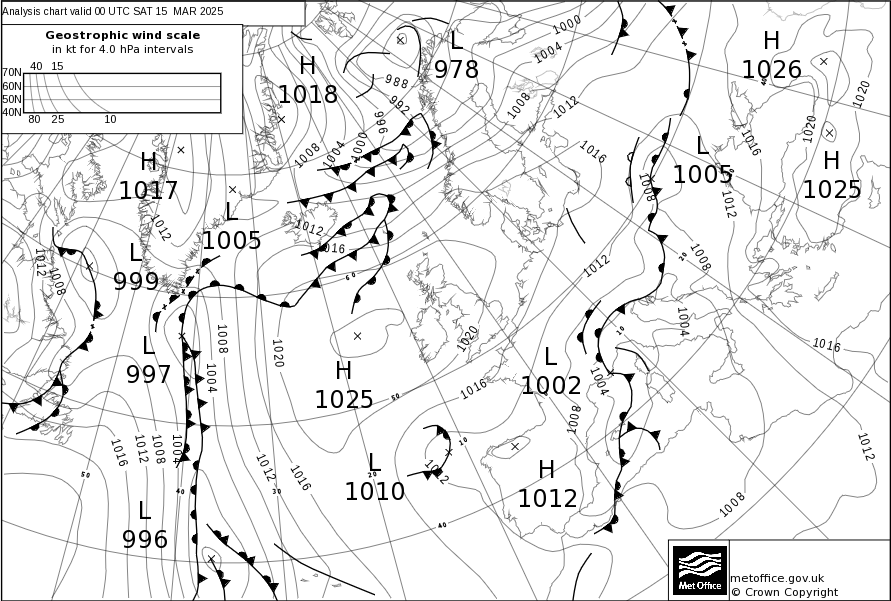 Analysis chart valid 00 UTC SAT 15 MAR 2025
Geostrophic wind scale
in kt for 4.0 hPa intervals
40 15
70N
60N
50N
40N
80 25 10
H
1018
L
978
H
1026
H
1017
L
1005
L
1005
H
1025
L
999
L
997
H
1025
L
1002
L
1010
H
1012
L
996
1000
1004
1008
1012
1016
988
992
996
1000
1004
1008
1020
1020
1016
1012
1008
1012
1016
1012
1012
1008
1012
1008
1004
1016
1020
1008
1004
1020
1016
1004
1008
1012
1016
1012
1008
1004
1012
1016
1012
1008
1012
60
50
50
40
30
20
10
40
10
20
40
metoffice.gov.uk
© Crown Copyright
Met Office